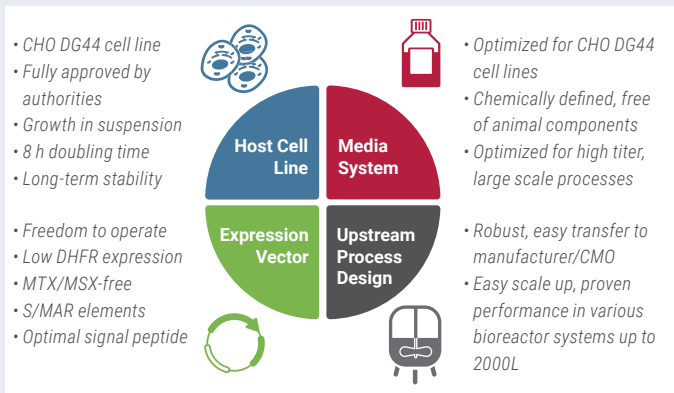 • CHO DG44 cell line
• Fully approved by
authorities
• Growth in suspension
• 8 h doubling time
• Long-term stability
Host Cell
Line
Media
System
• Optimized for CHO DG44
cell lines
• Chemically defined, free
of animal components
• Optimized for high titer,
large scale processes
• Freedom to operate
• Low DHFR expression
• MTX/MSX-free
• S/MAR elements
• Optimal signal peptide
Expression
Vector
Upstream
Process
Design
• Robust, easy transfer to
manufacturer/CMO
• Easy scale up, proven
performance in various
bioreactor systems up to
2000L